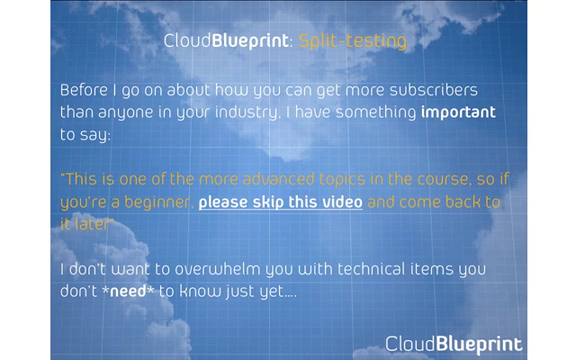 CloudBlueprint: Split-testing
Before I go on about how you can get more subscribers
than anyone in your industry, I have something important
to say:
"This is one of the more advanced topics in the course, so if
you're a beginner, please skip this video and come back to
it later"
I don't want to overwhelm you with technical items you
don't *need* to know just yet....
CloudBlueprint